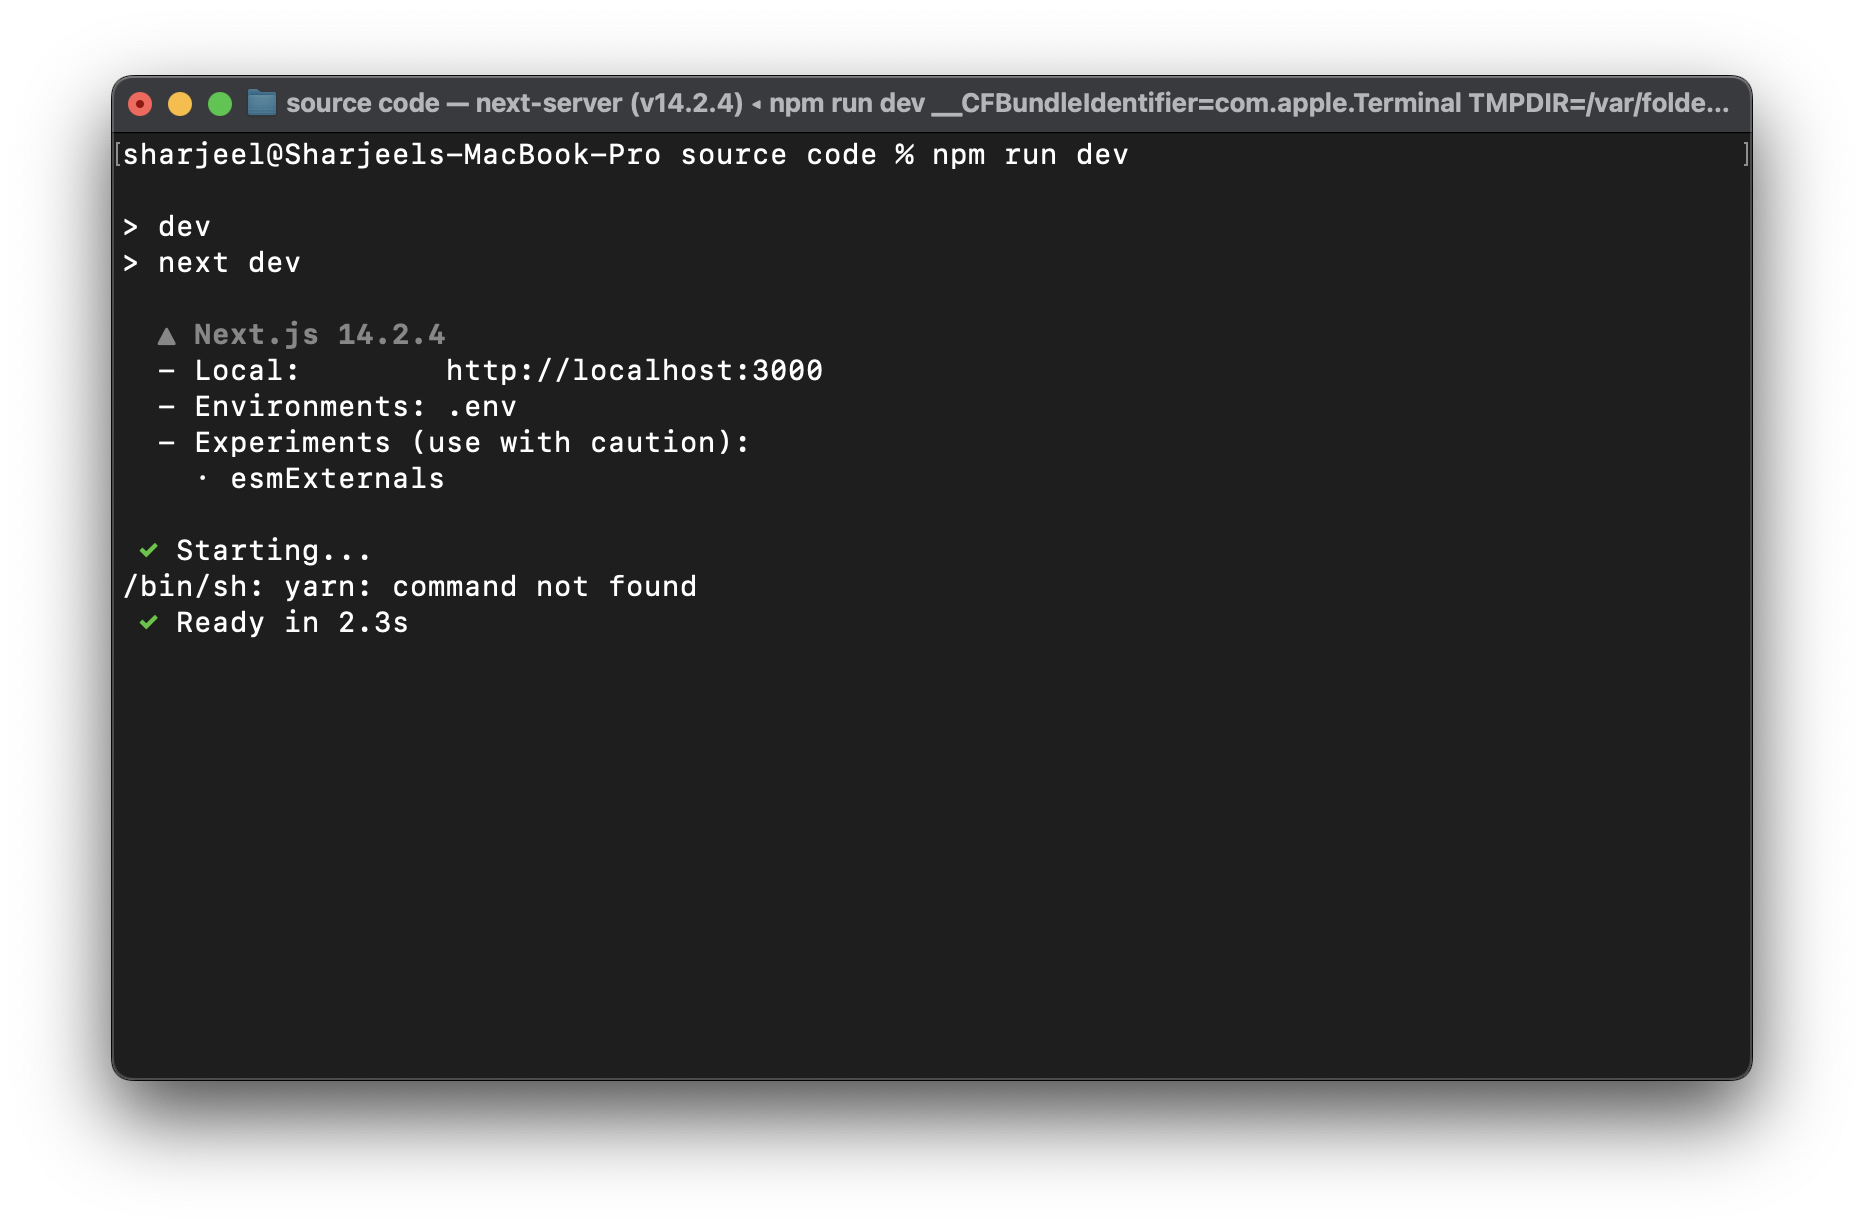 source code — next-server (v14.2.4) ◂ npm run dev __CFBundleIdentifier=com.apple.Terminal TMPDIR=/var/folde...
[sharjeel@Sharjeels-MacBook-Pro source code % npm run dev ]
> dev
> next dev
▲ Next.js 14.2.4
- Local: http://localhost:3000
- Environments: .env
- Experiments (use with caution):
· esmExternals
✓ Starting...
/bin/sh: yarn: command not found
✓ Ready in 2.3s